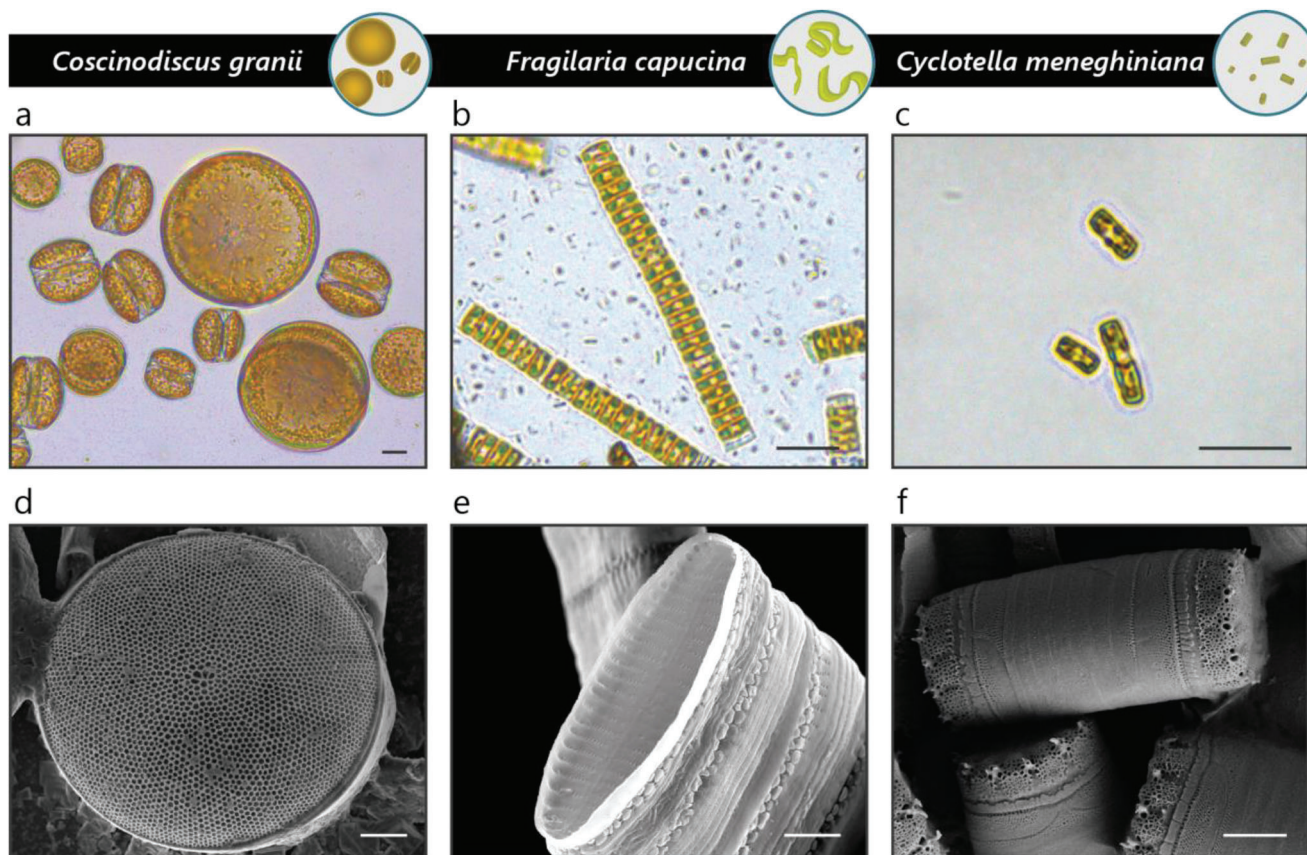 Coscinodiscus granii
Fragilaria capucina
Cyclotella meneghiniana
a
b
c
d
e
f